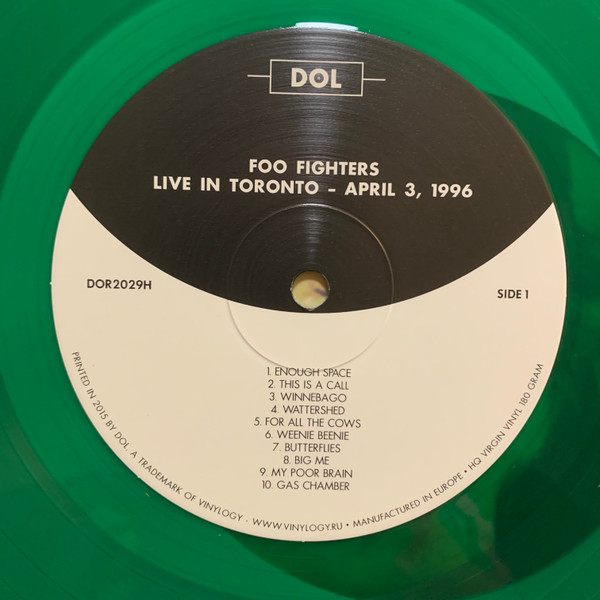 DOL
FOO FIGHTERS
LIVE IN TORONTO – APRIL 3, 1996
DOR2029H
SIDE 1
1. ENOUGH SPACE
2. THIS IS A CALL
3. WINNEBAGO
4. WATTERSHED
5. FOR ALL THE COWS
6. WEENIE BEENIE
7. BUTTERFLIES
8. BIG ME
9. MY POOR BRAIN
10. GAS CHAMBER
PRINTED IN 2015 BY DOL, A TRADEMARK OF VINYLOGY · WWW.VINYLOGY.RU • MANUFACTURED IN EUROPE • HQ VIRGIN VINYL 180 GRAM